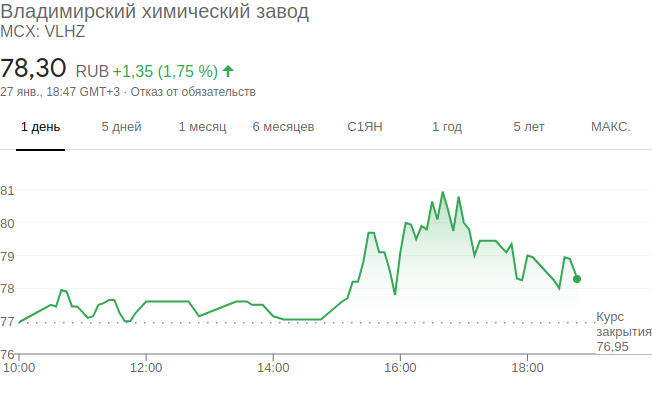 Владимирский химический завод
MCX: VLHZ
78,30 RUB +1,35 (1,75 %)
27 янв., 18:47 GMT+3 · Отказ от обязательств
1 день 5 дней 1 месяц 6 месяцев С1ЯН 1 год 5 лет МАКС.
81
80
79
78
77
76
Курс
закрытия
76,95
10:00 12:00 14:00 16:00 18:00